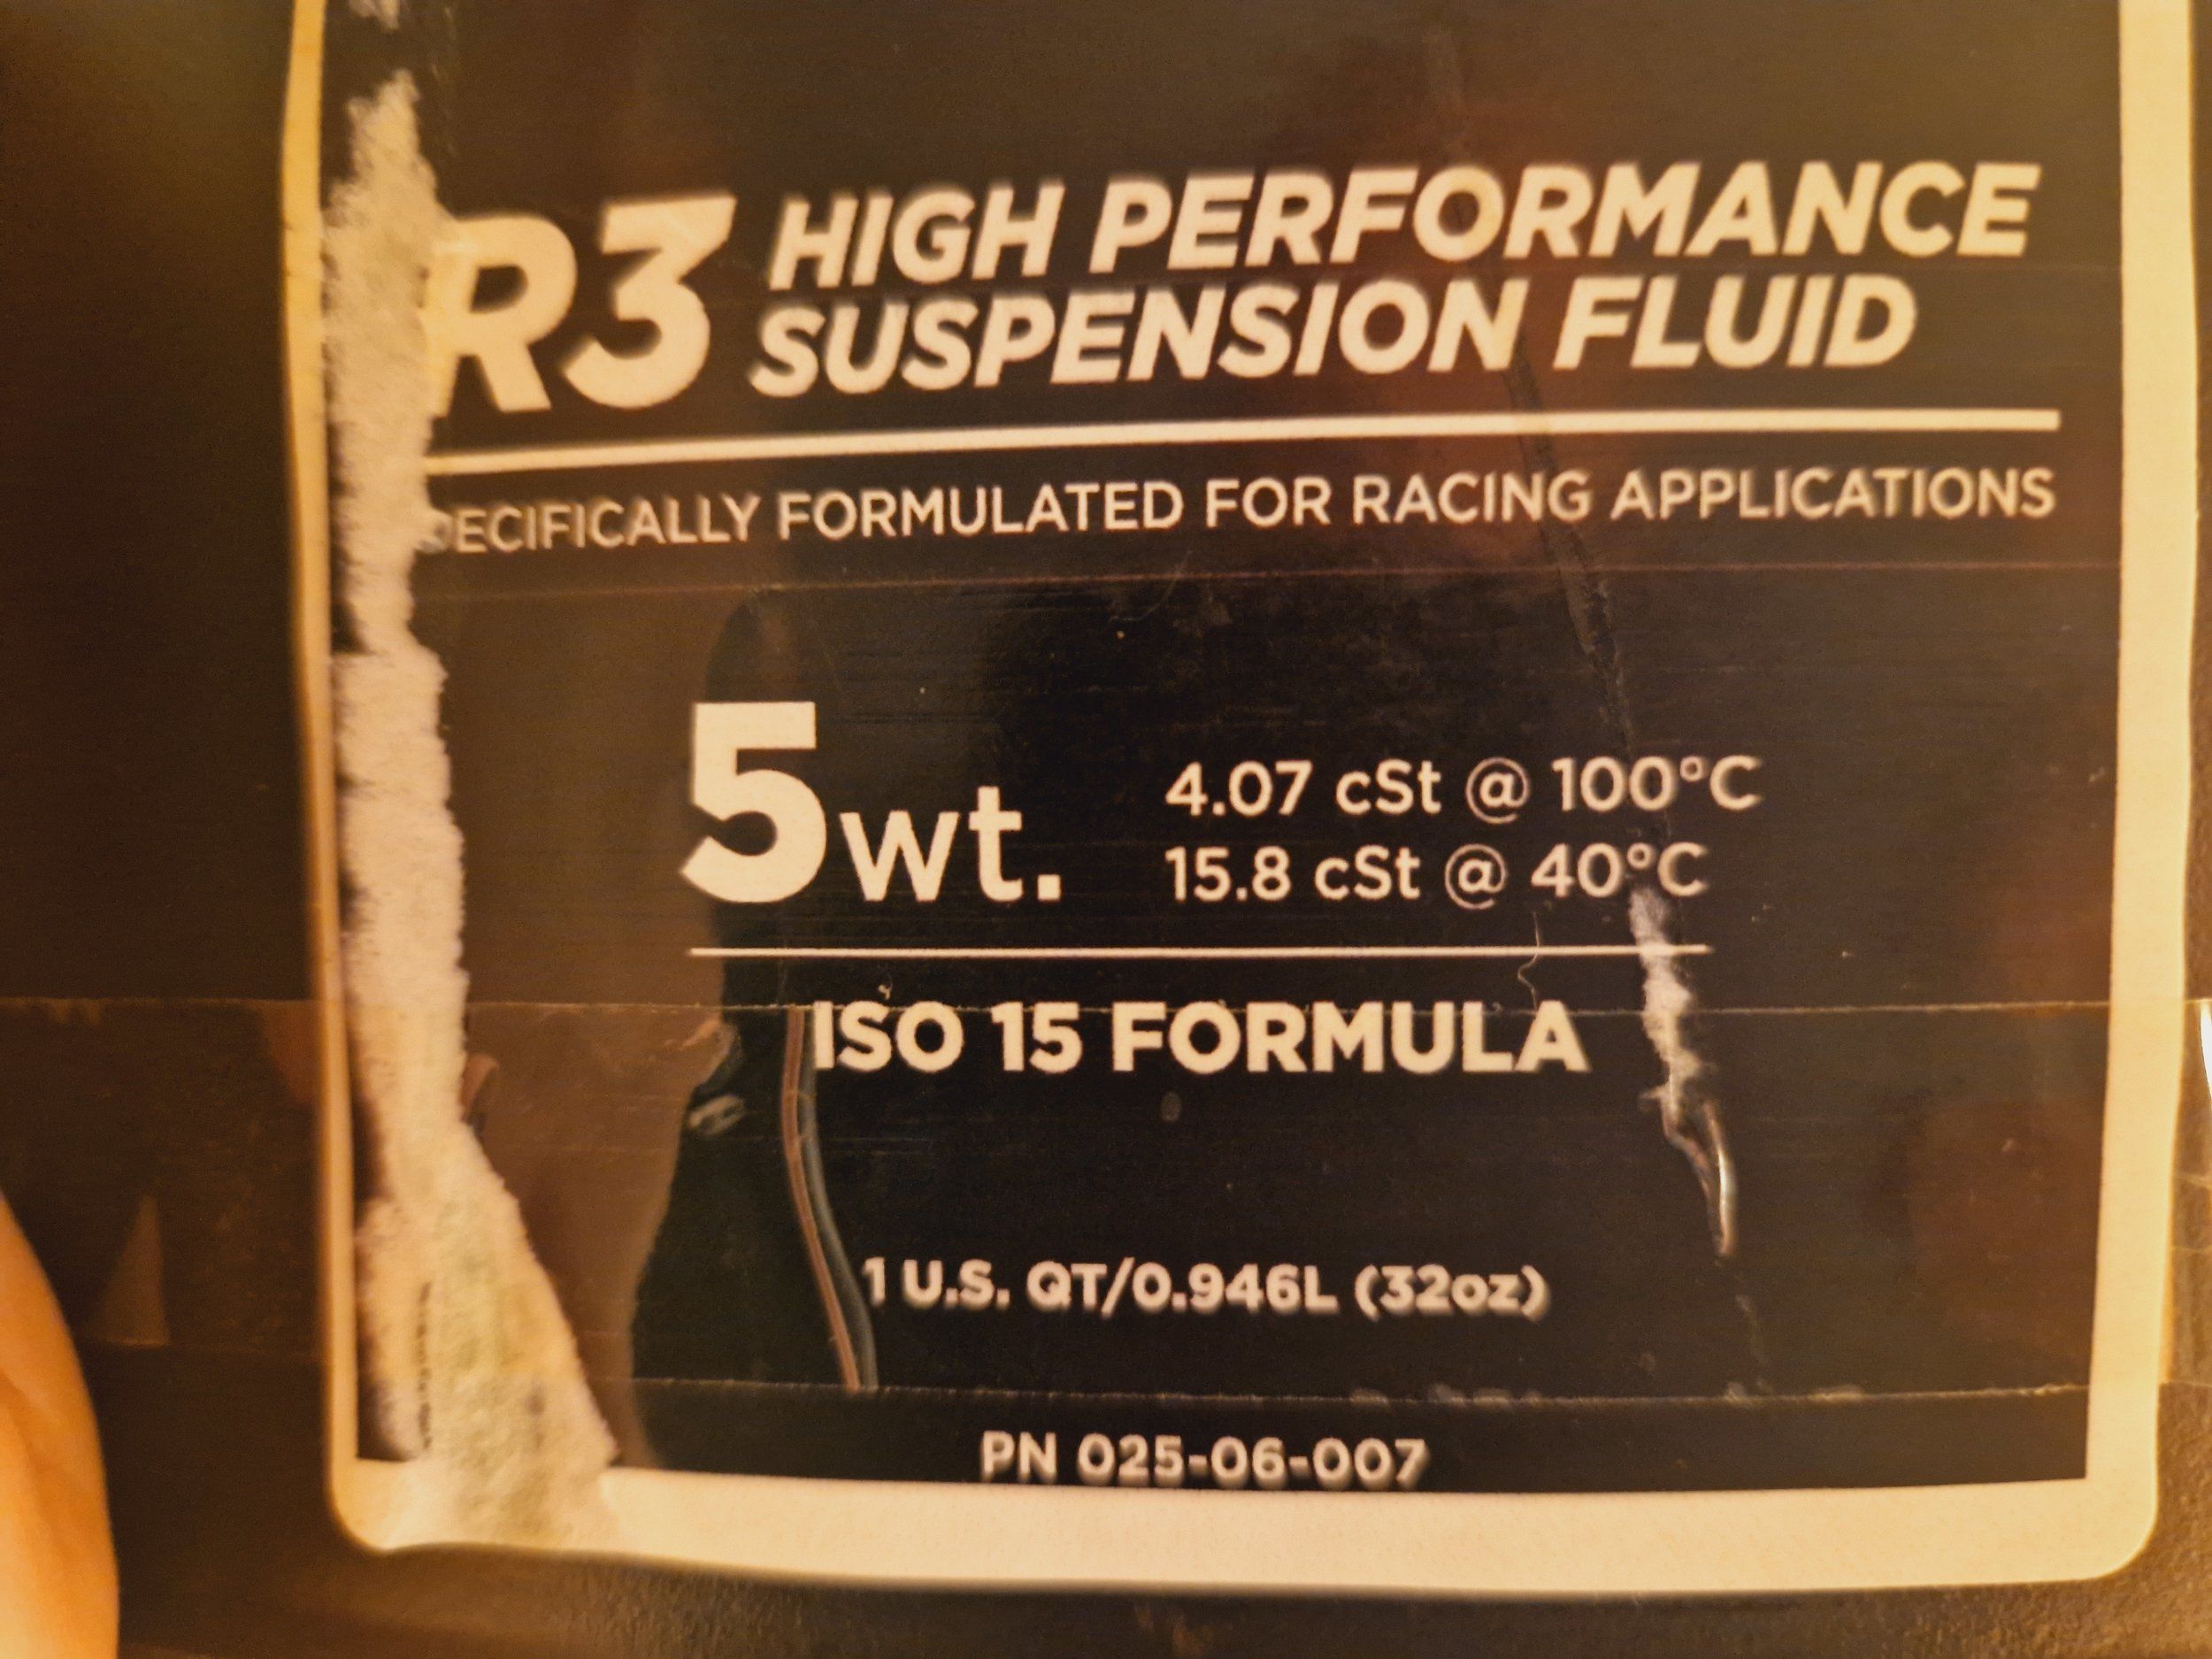 R3 HIGH PERFORMANCE
SUSPENSION FLUID
PECIFICALLY FORMULATED FOR RACING APPLICATIONS
5wt.
4.07 cSt @ 100°C
15.8 cSt @ 40°C
ISO 15 FORMULA
1 U.S. QT/0.946L (32oz)
PN 025-06-007